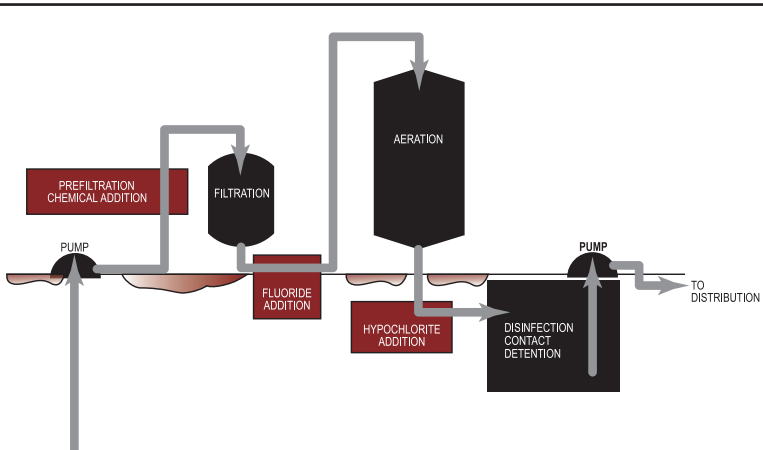 AERATION
PREFILTRATION
CHEMICAL ADDITION
FILTRATION
PUMP
PUMP
FLUORIDE
ADDITION
TO
DISTRIBUTION
HYPOCHLORITE
ADDITION
DISINFECTION
CONTACT
DETENTION